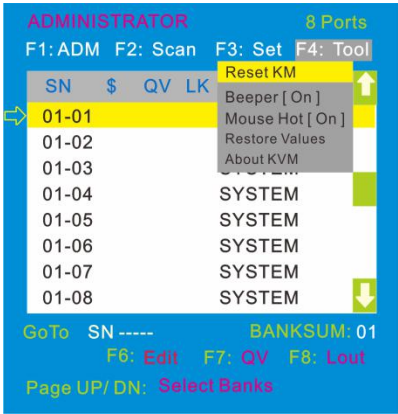 ADMINISTRATOR 8 Ports
F1: ADM F2: Scan F3: Set F4: Tool
SN $ QV LK
Reset KM
Beeper [ On ]
Mouse Hot [ On ]
Restore Values
About KVM
01-01
01-02
01-03
01-04 SYSTEM
01-05 SYSTEM
01-06 SYSTEM
01-07 SYSTEM
01-08 SYSTEM
GoTo SN ----- BANKSUM: 01
F6: Edit F7: QV F8: Lout
Page UP/ DN: Select Banks